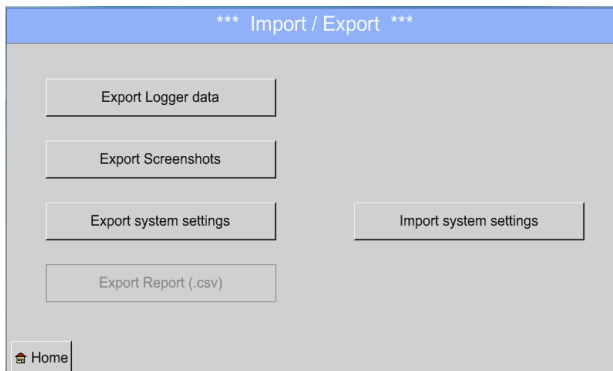 *** Import / Export ***
Export Logger data
Export Screenshots
Export system settings
Import system settings
Export Report (.csv)
Home